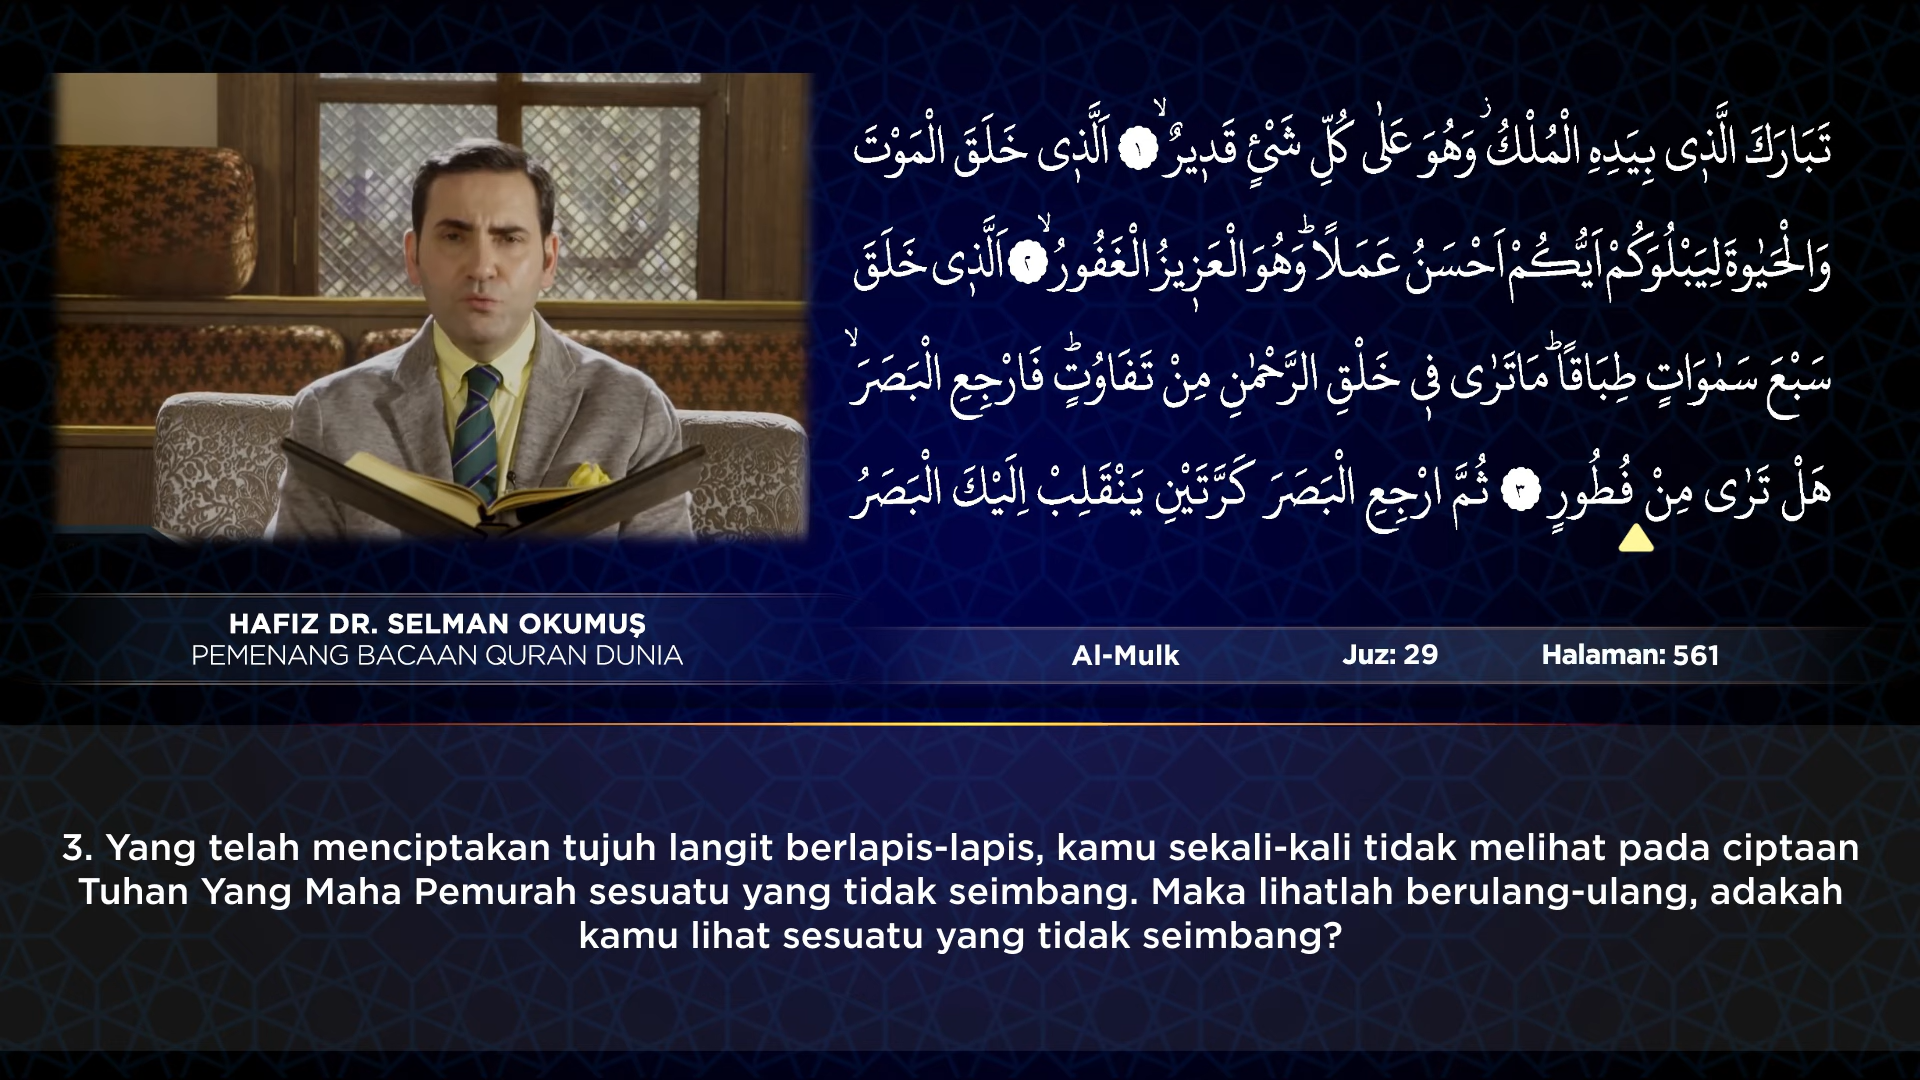 تَبَارَكَ الَّذ۪ى بِيَدِهِ الْمُلْكُۘ وَهُوَ عَلٰى كُلِّ شَىْءٍ قَد۪يرٌۙ ١ اَلَّذ۪ى خَلَقَ الْمَوْتَ
وَالْحَيٰوةَ لِيَبْلُوَكُمْ اَيُّكُمْ اَحْسَنُ عَمَلًاۜ وَهُوَ الْعَز۪يزُ الْغَفُورُۙ ٢ اَلَّذ۪ى خَلَقَ
سَبْعَ سَمٰوَاتٍ طِبَاقًاۜ مَاتَرٰى ف۪ى خَلْقِ الرَّحْمٰنِ مِنْ تَفَاوُتٍۜ فَارْجِعِ الْبَصَرَۙ
هَلْ تَرٰى مِنْ فُطُورٍ ٣ ثُمَّ ارْجِعِ الْبَصَرَ كَرَّتَيْنِ يَنْقَلِبْ اِلَيْكَ الْبَصَرُ
HAFIZ DR. SELMAN OKUMUŞ
PEMENANG BACAAN QURAN DUNIA
Al-Mulk Juz: 29 Halaman: 561
3. Yang telah menciptakan tujuh langit berlapis-lapis, kamu sekali-kali tidak melihat pada ciptaan
Tuhan Yang Maha Pemurah sesuatu yang tidak seimbang. Maka lihatlah berulang-ulang, adakah
kamu lihat sesuatu yang tidak seimbang?